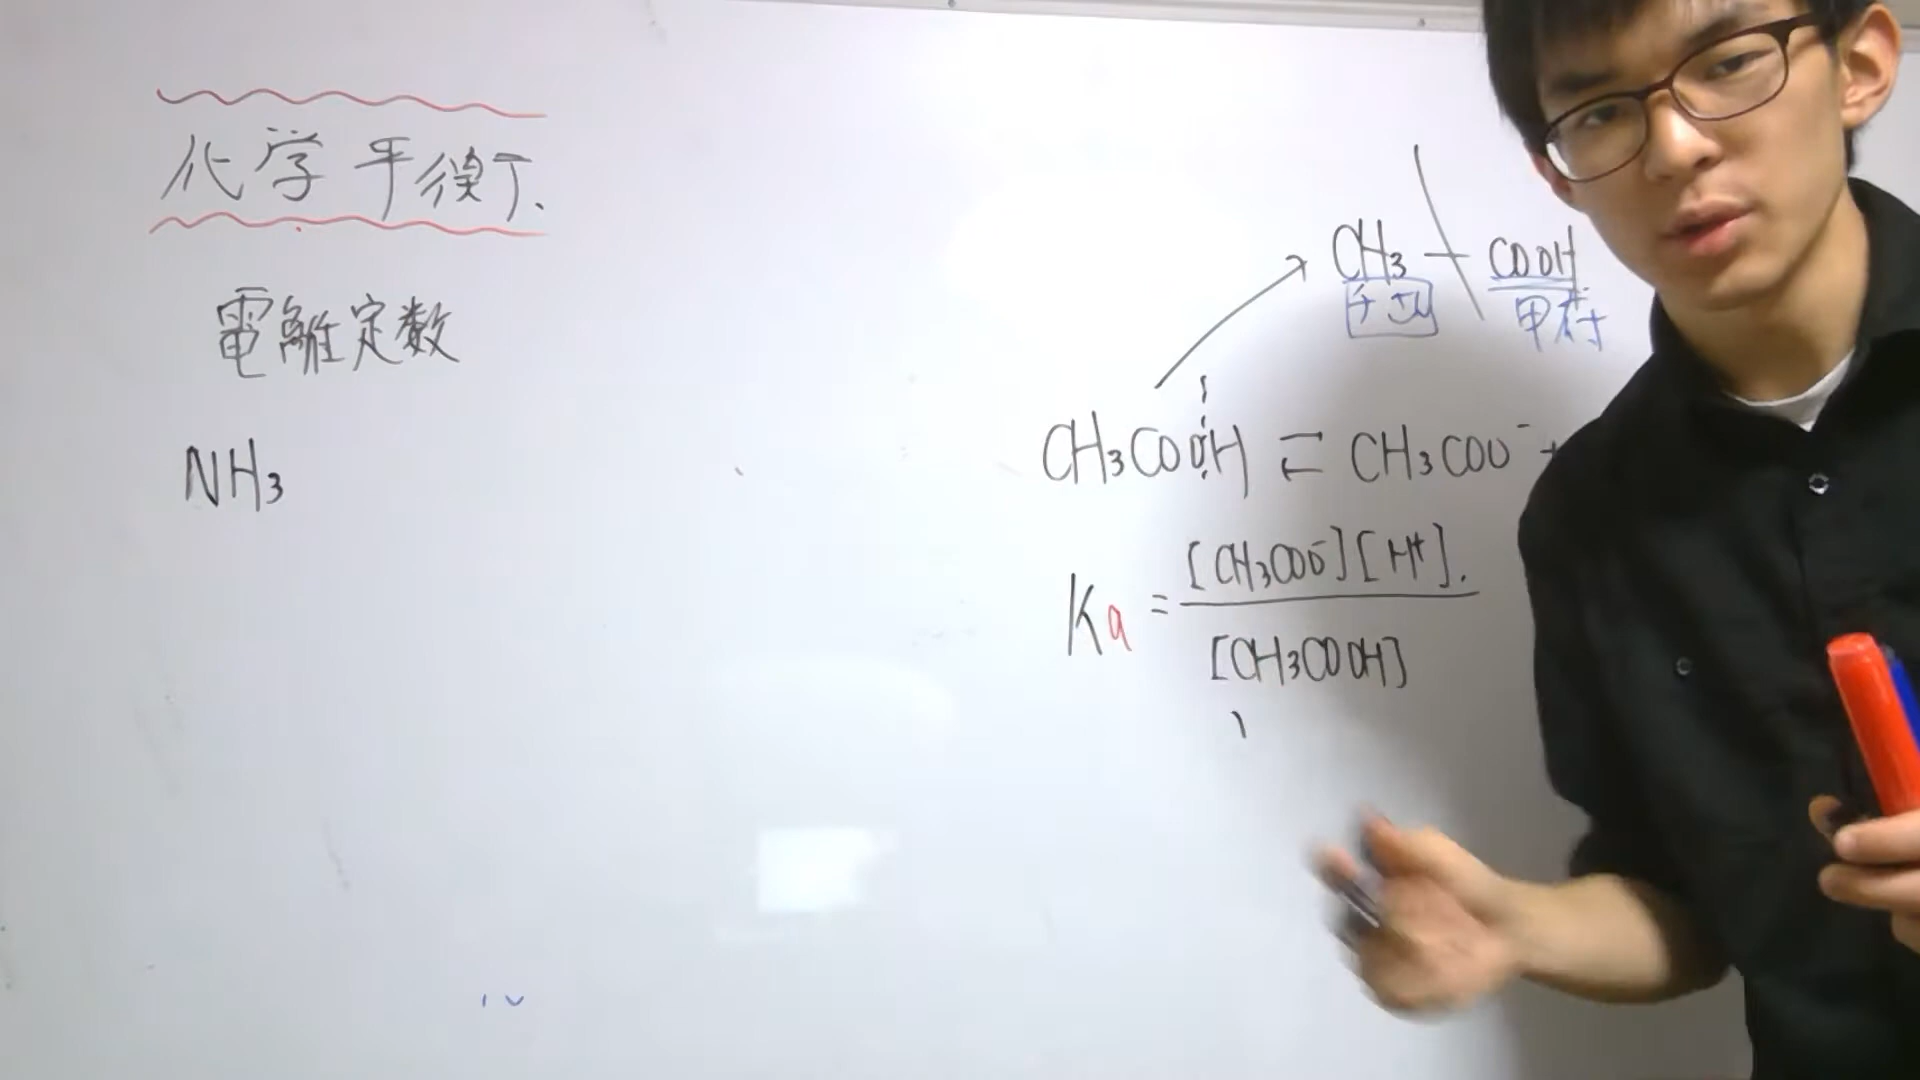 化学平衡
電離定数
NH₃
CH₃ — COOH
CH₃COOH ⇄ CH₃COO⁻ +
Ka = [CH₃COO⁻][H⁺] / [CH₃COOH]